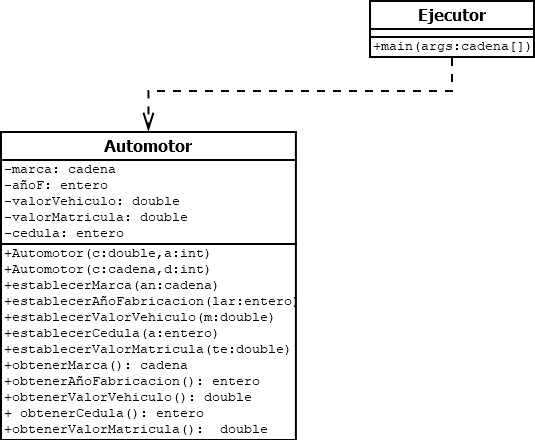 Ejecutor
+main(args:cadena[])
Automotor
-marca: cadena
-añoF: entero
-valorVehiculo: double
-valorMatricula: double
-cedula: entero
+Automotor(c:double,a:int)
+Automotor(c:cadena,d:int)
+establecerMarca(an:cadena)
+establecerAñoFabricacion(lar:entero)
+establecerValorVehiculo(m:double)
+establecerCedula(a:entero)
+establecerValorMatricula(te:double)
+obtenerMarca(): cadena
+obtenerAñoFabricacion(): entero
+obtenerValorVehiculo(): double
+ obtenerCedula(): entero
+obtenerValorMatricula():  double